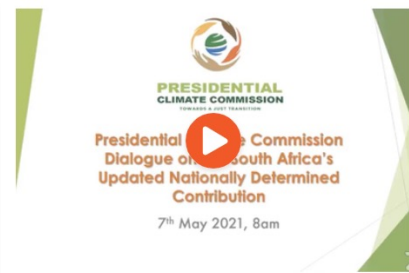 PRESIDENTIAL
CLIMATE COMMISSION
TOWARDS A JUST TRANSITION
Presidential Commission
Dialogue on South Africa's
Updated Nationally Determined
Contribution
7th May 2021, 8am